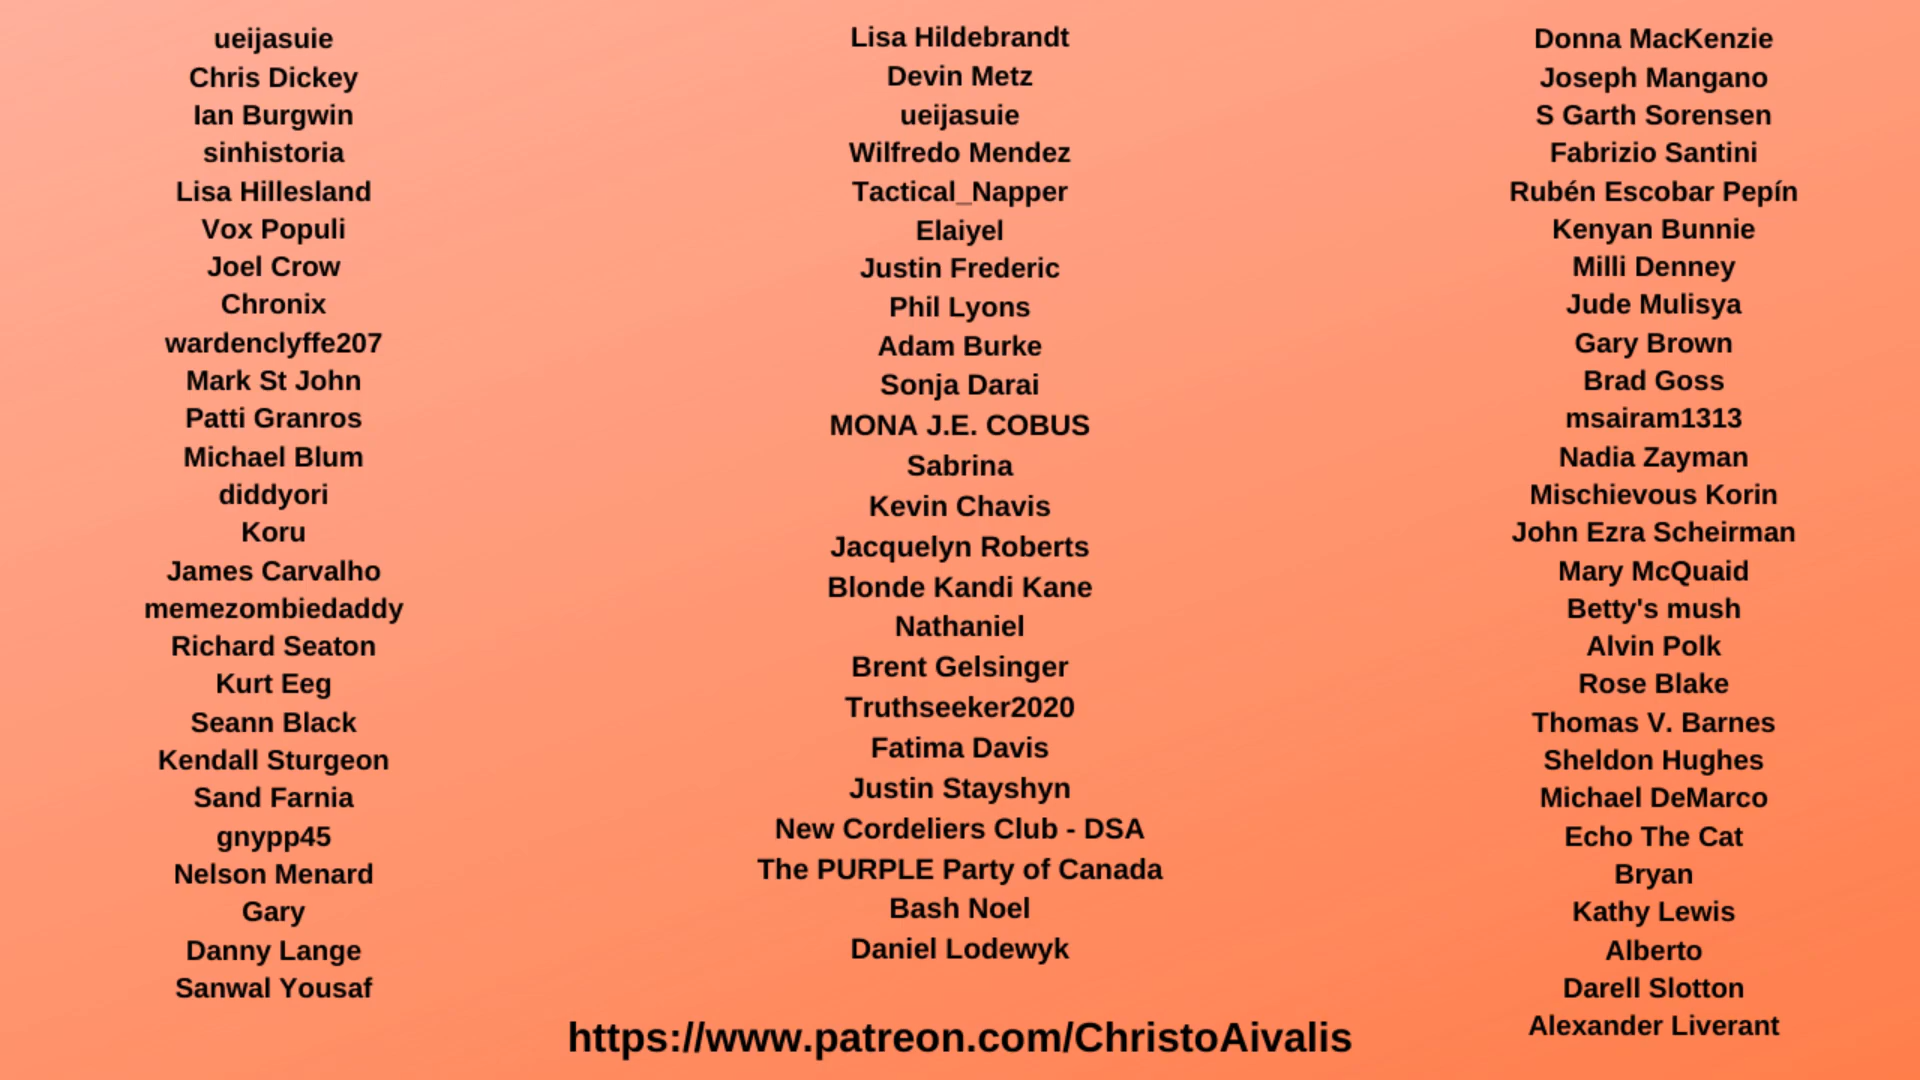 ueijasuie
Chris Dickey
Ian Burgwin
sinhistoria
Lisa Hillesland
Vox Populi
Joel Crow
Chronix
wardenclyffe207
Mark St John
Patti Granros
Michael Blum
diddyori
Koru
James Carvalho
memezombiedaddy
Richard Seaton
Kurt Eeg
Seann Black
Kendall Sturgeon
Sand Farnia
gnypp45
Nelson Menard
Gary
Danny Lange
Sanwal Yousaf
Lisa Hildebrandt
Devin Metz
ueijasuie
Wilfredo Mendez
Tactical_Napper
Elaiyel
Justin Frederic
Phil Lyons
Adam Burke
Sonja Darai
MONA J.E. COBUS
Sabrina
Kevin Chavis
Jacquelyn Roberts
Blonde Kandi Kane
Nathaniel
Brent Gelsinger
Truthseeker2020
Fatima Davis
Justin Stayshyn
New Cordeliers Club - DSA
The PURPLE Party of Canada
Bash Noel
Daniel Lodewyk
Donna MacKenzie
Joseph Mangano
S Garth Sorensen
Fabrizio Santini
Rubén Escobar Pepín
Kenyan Bunnie
Milli Denney
Jude Mulisya
Gary Brown
Brad Goss
msairam1313
Nadia Zayman
Mischievous Korin
John Ezra Scheirman
Mary McQuaid
Betty's mush
Alvin Polk
Rose Blake
Thomas V. Barnes
Sheldon Hughes
Michael DeMarco
Echo The Cat
Bryan
Kathy Lewis
Alberto
Darell Slotton
Alexander Liverant
https://www.patreon.com/ChristoAivalis